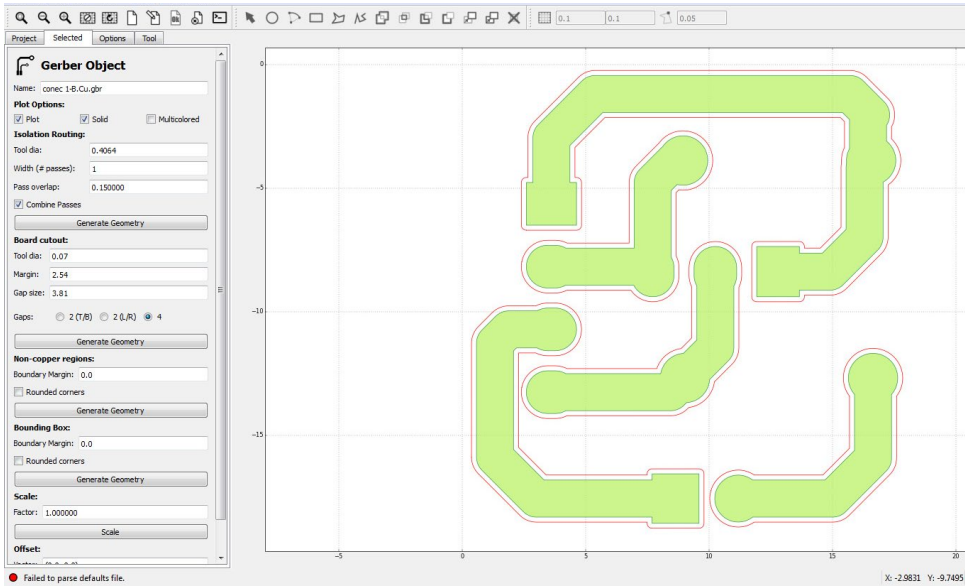 0.1 0.1 0.05
Project Selected Options Tool
Gerber Object
Name: conec 1-B.Cu.gbr
Plot Options:
Plot Solid Multicolored
Isolation Routing:
Tool dia: 0.4064
Width (# passes): 1
Pass overlap: 0.150000
Combine Passes
Generate Geometry
Board cutout:
Tool dia: 0.07
Margin: 2.54
Gap size: 3.81
Gaps: 2 (T/B) 2 (L/R) 4
Generate Geometry
Non-copper regions:
Boundary Margin: 0.0
Rounded corners
Generate Geometry
Bounding Box:
Boundary Margin: 0.0
Rounded corners
Generate Geometry
Scale:
Factor: 1.000000
Scale
Offset:
0
−5
−10
−15
−5 0 5 10 15 20
Failed to parse defaults file.
X: -2.9831 Y: -9.7495